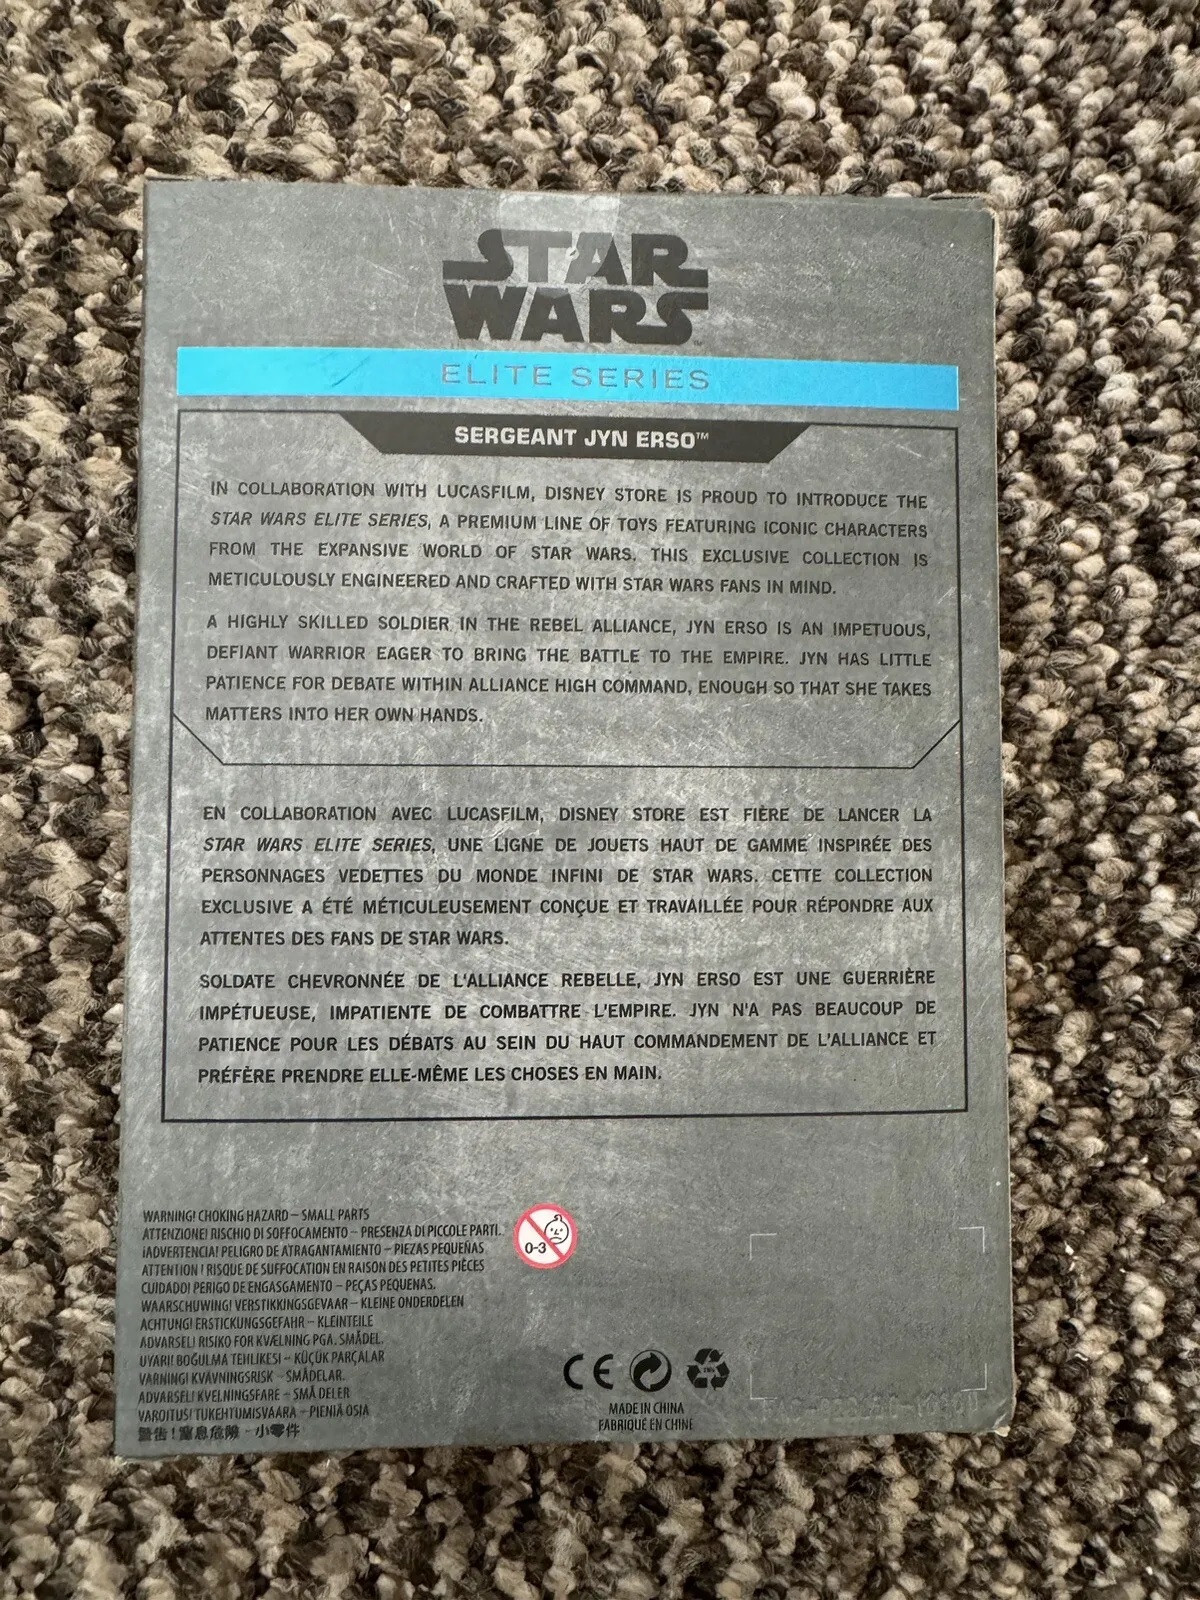 STAR
WARS
ELITE SERIES
SERGEANT JYN ERSO™
IN COLLABORATION WITH LUCASFILM, DISNEY STORE IS PROUD TO INTRODUCE THE
STAR WARS ELITE SERIES, A PREMIUM LINE OF TOYS FEATURING ICONIC CHARACTERS
FROM THE EXPANSIVE WORLD OF STAR WARS. THIS EXCLUSIVE COLLECTION IS
METICULOUSLY ENGINEERED AND CRAFTED WITH STAR WARS FANS IN MIND.
A HIGHLY SKILLED SOLDIER IN THE REBEL ALLIANCE, JYN ERSO IS AN IMPETUOUS,
DEFIANT WARRIOR EAGER TO BRING THE BATTLE TO THE EMPIRE. JYN HAS LITTLE
PATIENCE FOR DEBATE WITHIN ALLIANCE HIGH COMMAND, ENOUGH SO THAT SHE TAKES
MATTERS INTO HER OWN HANDS.
EN COLLABORATION AVEC LUCASFILM, DISNEY STORE EST FIÈRE DE LANCER LA
STAR WARS ELITE SERIES, UNE LIGNE DE JOUETS HAUT DE GAMME INSPIRÉE DES
PERSONNAGES VEDETTES DU MONDE INFINI DE STAR WARS. CETTE COLLECTION
EXCLUSIVE A ÉTÉ MÉTICULEUSEMENT CONÇUE ET TRAVAILLÉE POUR RÉPONDRE AUX
ATTENTES DES FANS DE STAR WARS.
SOLDATE CHEVRONNÉE DE L'ALLIANCE REBELLE, JYN ERSO EST UNE GUERRIÈRE
IMPÉTUEUSE, IMPATIENTE DE COMBATTRE L'EMPIRE. JYN N'A PAS BEAUCOUP DE
PATIENCE POUR LES DÉBATS AU SEIN DU HAUT COMMANDEMENT DE L'ALLIANCE ET
PRÉFÈRE PRENDRE ELLE-MÊME LES CHOSES EN MAIN.
WARNING! CHOKING HAZARD – SMALL PARTS
ATTENZIONE! RISCHIO DI SOFFOCAMENTO – PRESENZA DI PICCOLE PARTI.
¡ADVERTENCIA! PELIGRO DE ATRAGANTAMIENTO – PIEZAS PEQUEÑAS
ATTENTION ! RISQUE DE SUFFOCATION EN RAISON DES PETITES PIÈCES
CUIDADO! PERIGO DE ENGASGAMENTO – PEÇAS PEQUENAS.
WAARSCHUWING! VERSTIKKINGSGEVAAR – KLEINE ONDERDELEN
ACHTUNG! ERSTICKUNGSGEFAHR – KLEINTEILE
ADVARSEL! RISIKO FOR KVÆLNING PGA. SMÅDEL.
UYARI! BOĞULMA TEHLIKESI – KÜÇÜK PARÇALAR
VARNING! KVÄVNINGSRISK – SMÅDELAR.
ADVARSEL! KVELNINGSFARE – SMÅ DELER
VAROITUS! TUKEHTUMISVAARA – PIENIÄ OSIA
警告！窒息危險 - 小零件
0-3
CE
MADE IN CHINA
FABRIQUÉ EN CHINE